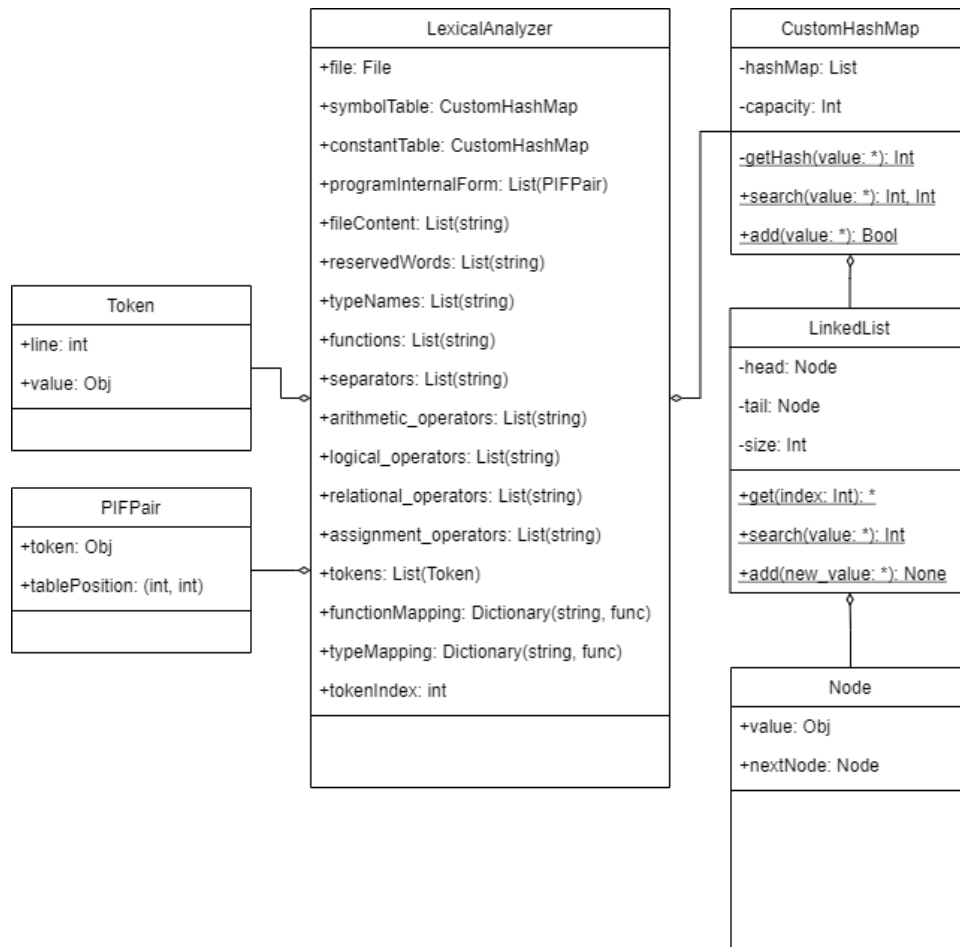 LexicalAnalyzer
+file: File
+symbolTable: CustomHashMap
+constantTable: CustomHashMap
+programInternalForm: List(PIFPair)
+fileContent: List(string)
+reservedWords: List(string)
+typeNames: List(string)
+functions: List(string)
+separators: List(string)
+arithmetic_operators: List(string)
+logical_operators: List(string)
+relational_operators: List(string)
+assignment_operators: List(string)
+tokens: List(Token)
+functionMapping: Dictionary(string, func)
+typeMapping: Dictionary(string, func)
+tokenIndex: int
CustomHashMap
-hashMap: List
-capacity: Int
-getHash(value: *): Int
+search(value: *): Int, Int
+add(value: *): Bool
Token
+line: int
+value: Obj
PIFPair
+token: Obj
+tablePosition: (int, int)
LinkedList
-head: Node
-tail: Node
-size: Int
+get(index: Int): *
+search(value: *): Int
+add(new_value: *): None
Node
+value: Obj
+nextNode: Node